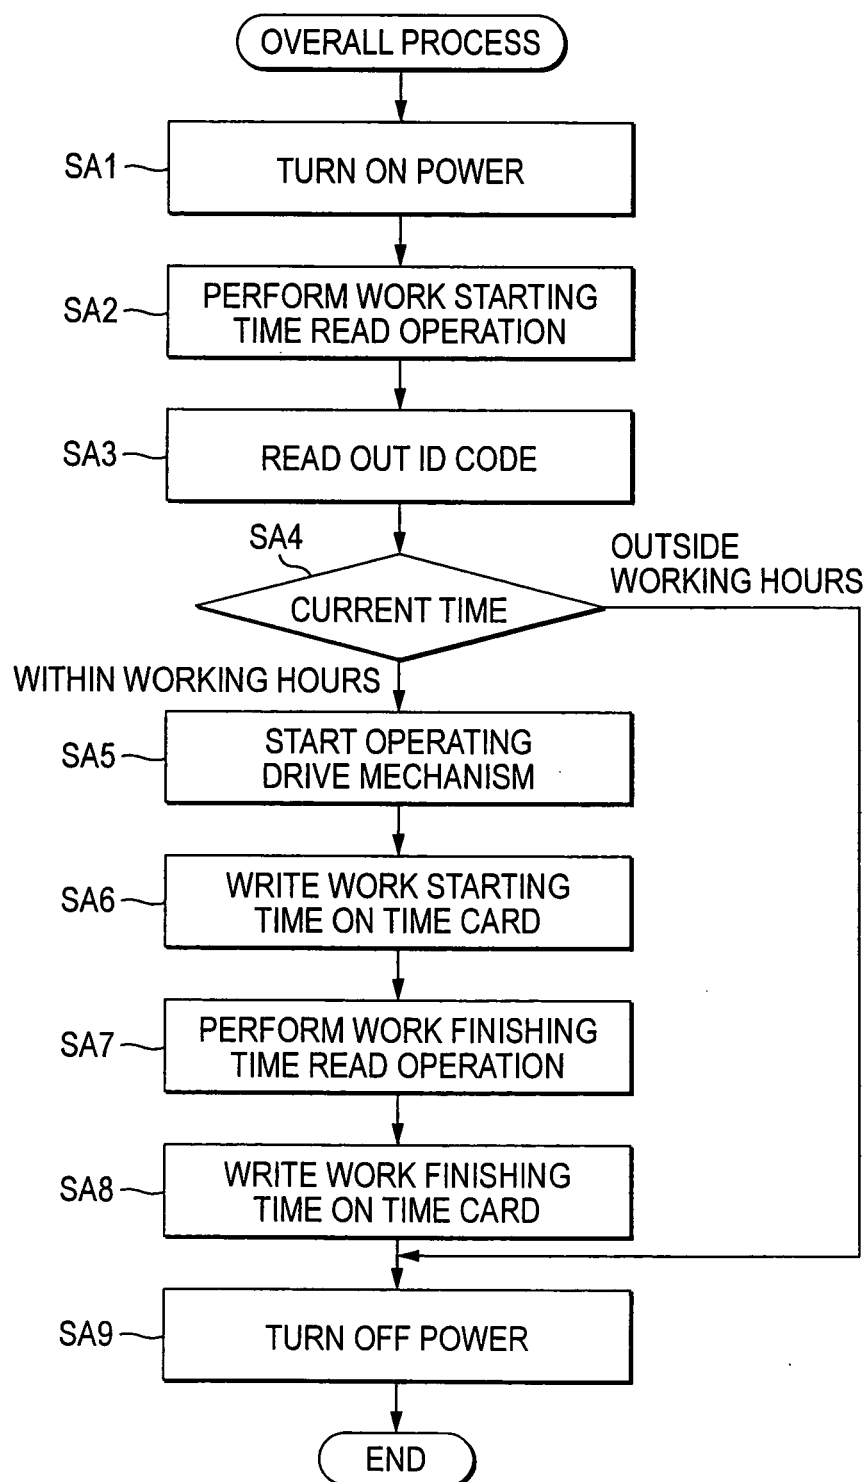 OVERALL PROCESS
SA1
TURN ON POWER
SA2
PERFORM WORK STARTING
TIME READ OPERATION
SA3
READ OUT ID CODE
SA4
CURRENT TIME
OUTSIDE
WORKING HOURS
WITHIN WORKING HOURS
SA5
START OPERATING
DRIVE MECHANISM
SA6
WRITE WORK STARTING
TIME ON TIME CARD
SA7
PERFORM WORK FINISHING
TIME READ OPERATION
SA8
WRITE WORK FINISHING
TIME ON TIME CARD
SA9
TURN OFF POWER
END